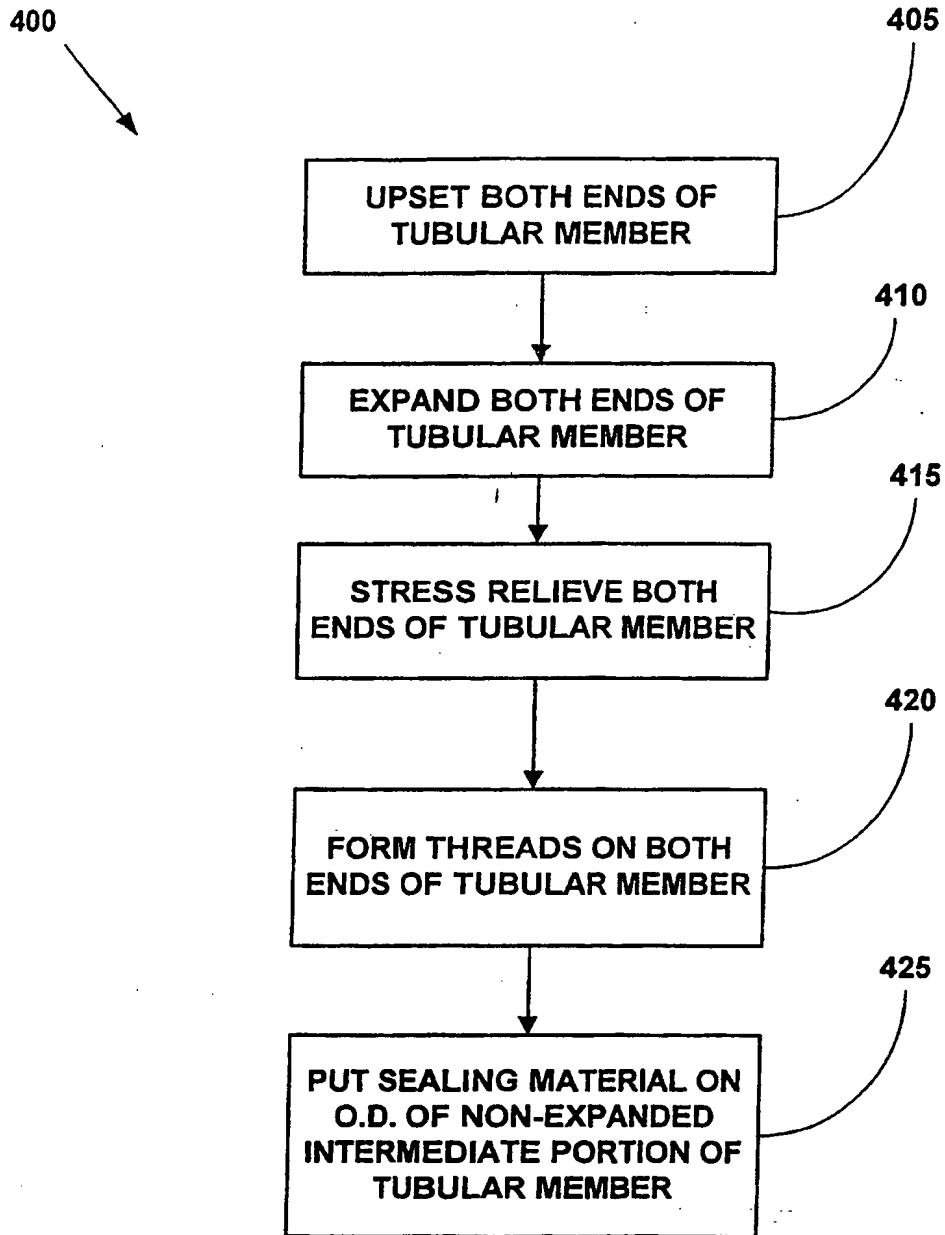 400
405
UPSET BOTH ENDS OF
TUBULAR MEMBER
410
EXPAND BOTH ENDS OF
TUBULAR MEMBER
415
STRESS RELIEVE BOTH
ENDS OF TUBULAR MEMBER
420
FORM THREADS ON BOTH
ENDS OF TUBULAR MEMBER
425
PUT SEALING MATERIAL ON
O.D. OF NON-EXPANDED
INTERMEDIATE PORTION OF
TUBULAR MEMBER